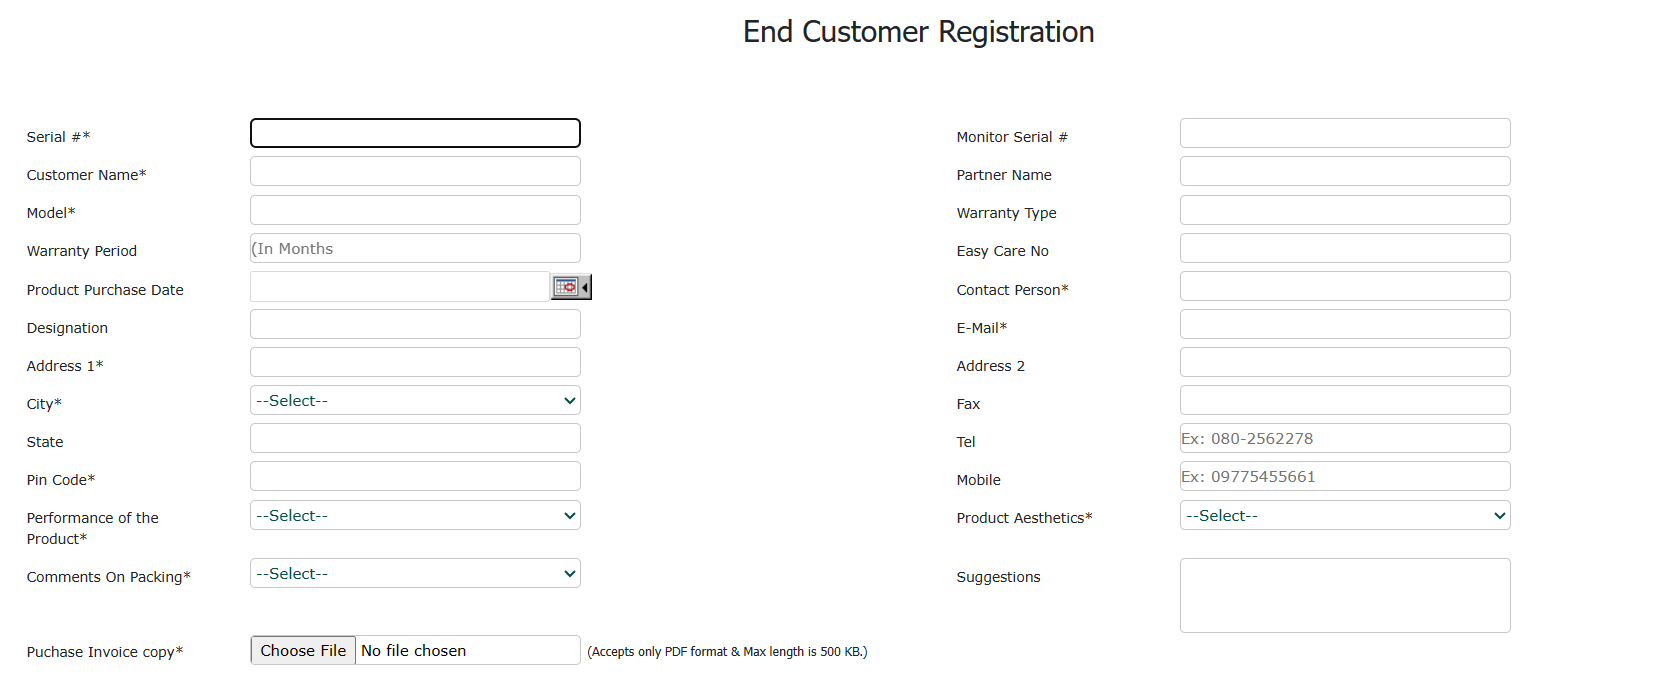 End Customer Registration
Serial #*
Monitor Serial #
Customer Name*
Partner Name
Model*
Warranty Type
Warranty Period (In Months
Easy Care No
Product Purchase Date
Contact Person*
Designation
E-Mail*
Address 1*
Address 2
City* --Select--
Fax
State
Tel Ex: 080-2562278
Pin Code*
Mobile Ex: 09775455661
Performance of the
Product*
--Select--
Product Aesthetics* --Select--
Comments On Packing* --Select--
Suggestions
Puchase Invoice copy* Choose File No file chosen (Accepts only PDF format & Max length is 500 KB.)